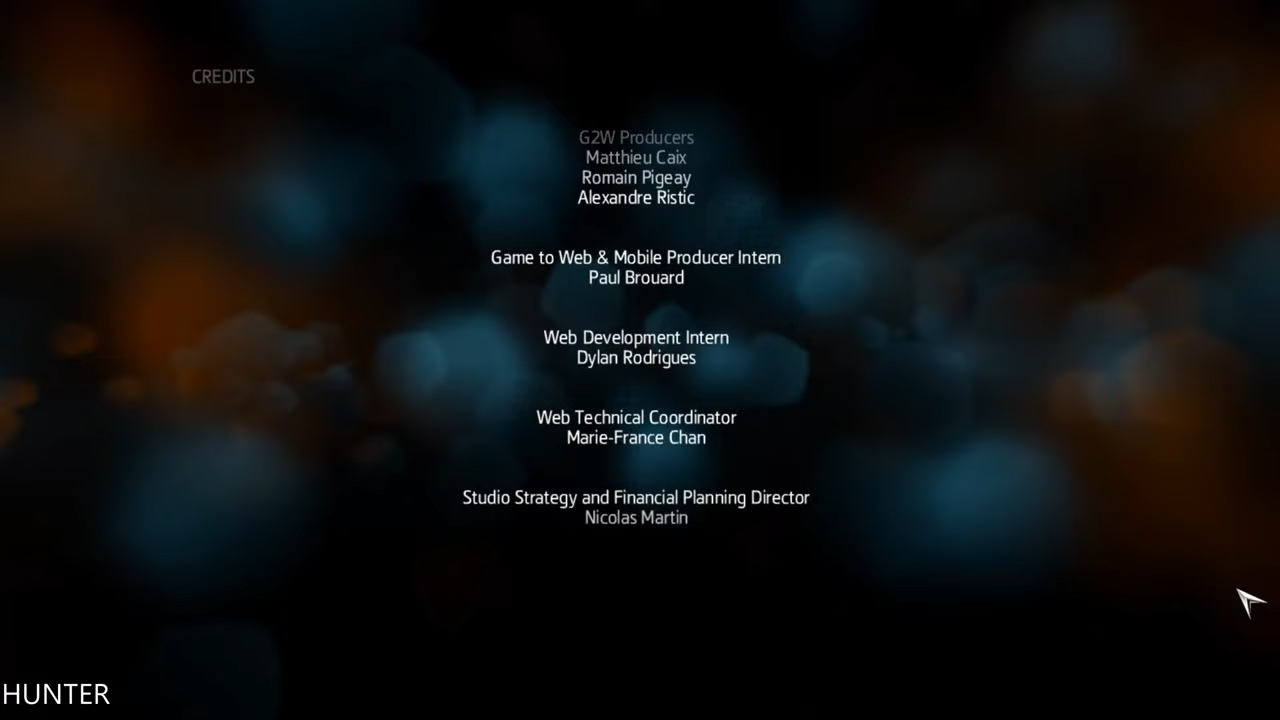 CREDITS
G2W Producers
Matthieu Caix
Romain Pigeay
Alexandre Ristic
Game to Web & Mobile Producer Intern
Paul Brouard
Web Development Intern
Dylan Rodrigues
Web Technical Coordinator
Marie-France Chan
Studio Strategy and Financial Planning Director
Nicolas Martin
HUNTER